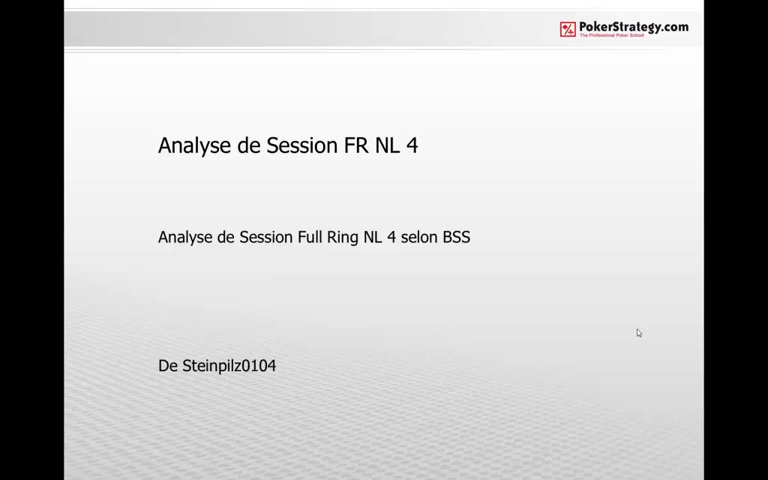 PokerStrategy.com
The Professional Poker School
Analyse de Session FR NL 4
Analyse de Session Full Ring NL 4 selon BSS
De Steinpilz0104